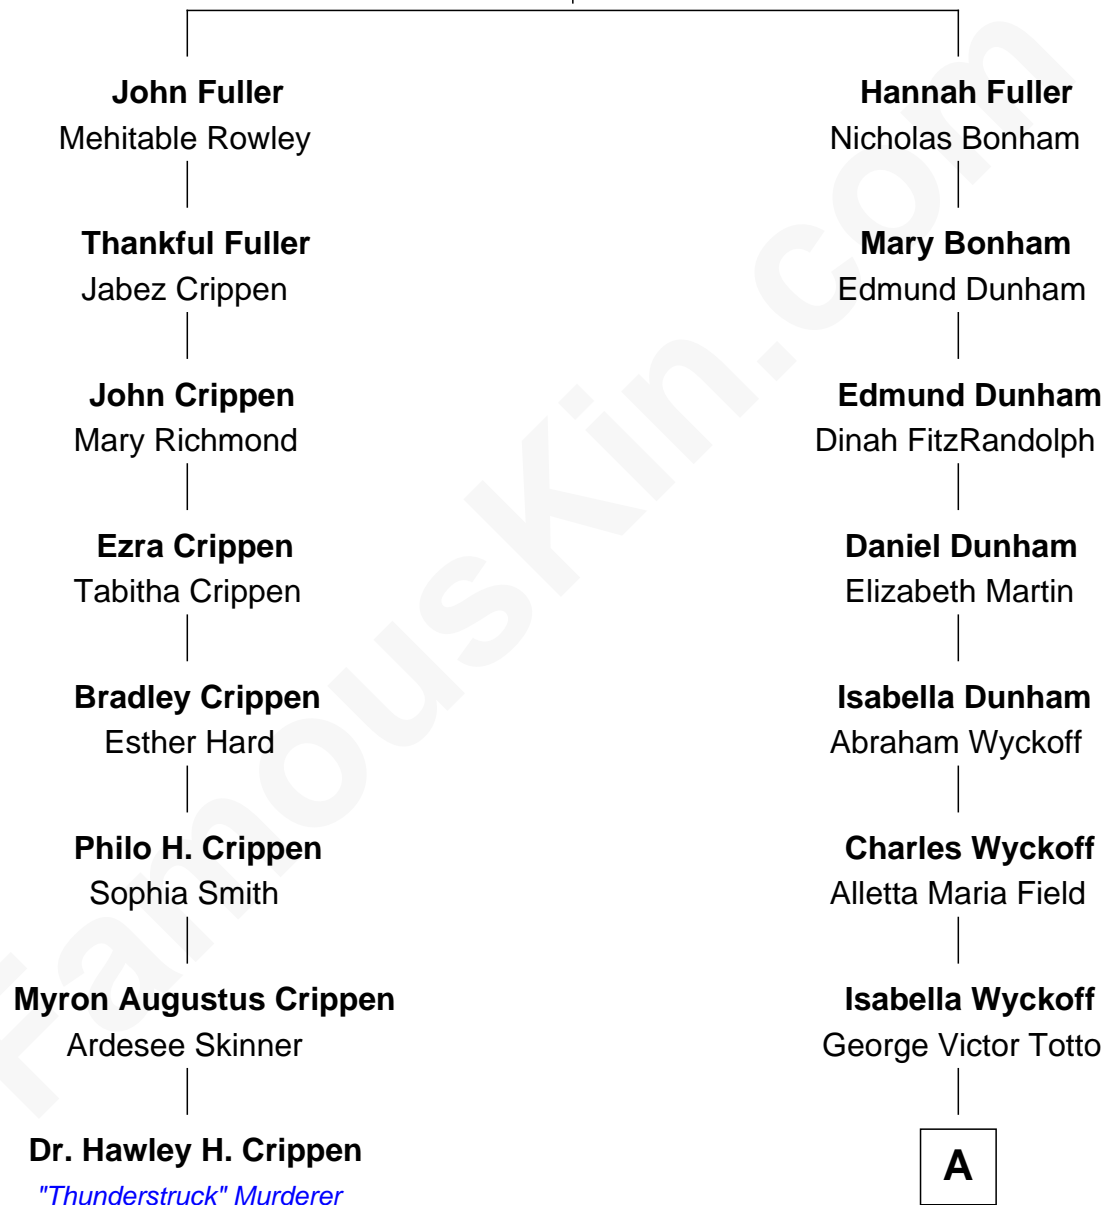 John Fuller
Mehitable Rowley
Hannah Fuller
Nicholas Bonham
Thankful Fuller
Jabez Crippen
Mary Bonham
Edmund Dunham
John Crippen
Mary Richmond
Edmund Dunham
Dinah FitzRandolph
Ezra Crippen
Tabitha Crippen
Daniel Dunham
Elizabeth Martin
Bradley Crippen
Esther Hard
Isabella Dunham
Abraham Wyckoff
Philo H. Crippen
Sophia Smith
Charles Wyckoff
Alletta Maria Field
Myron Augustus Crippen
Ardesee Skinner
Isabella Wyckoff
George Victor Totto
Dr. Hawley H. Crippen
"Thunderstruck" Murderer
A
FamousKin.com